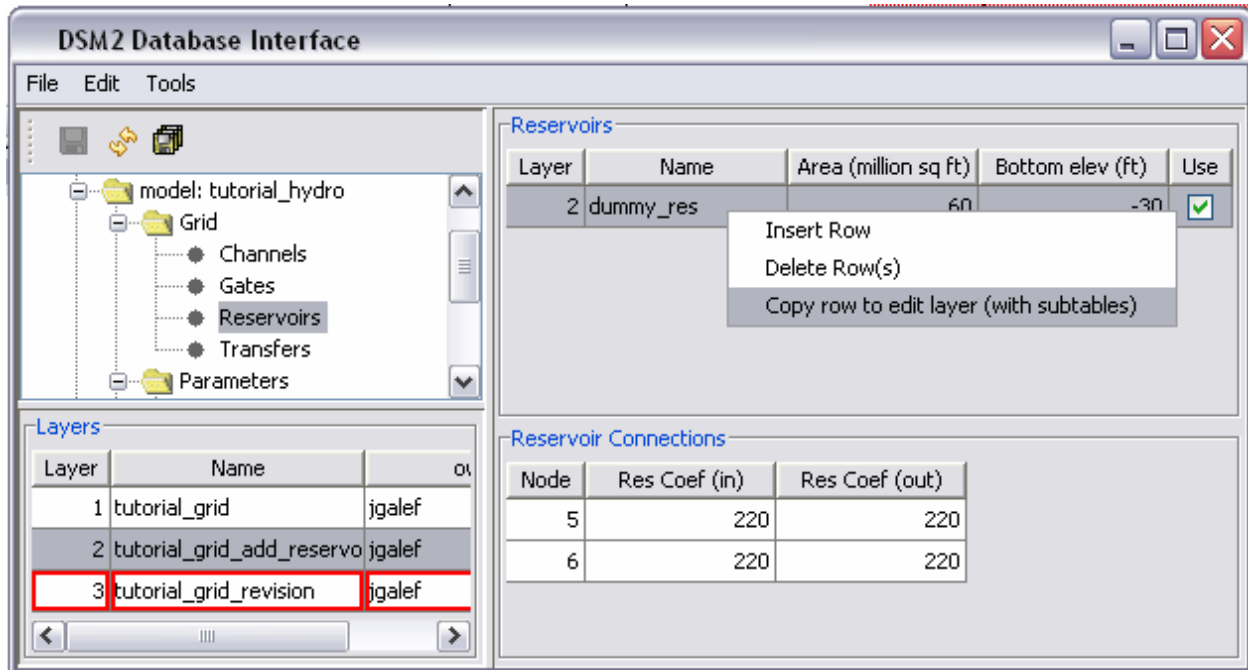 DSM2 Database Interface
File Edit Tools
model: tutorial_hydro
Grid
Channels
Gates
Reservoirs
Transfers
Parameters
Layers
Layer Name
1 tutorial_grid jgalef
2 tutorial_grid_add_reservo jgalef
3 tutorial_grid_revision jgalef
Reservoirs
Layer Name Area (million sq ft) Bottom elev (ft) Use
2 dummy_res 60 -30
Insert Row
Delete Row(s)
Copy row to edit layer (with subtables)
Reservoir Connections
Node Res Coef (in) Res Coef (out)
5 220 220
6 220 220